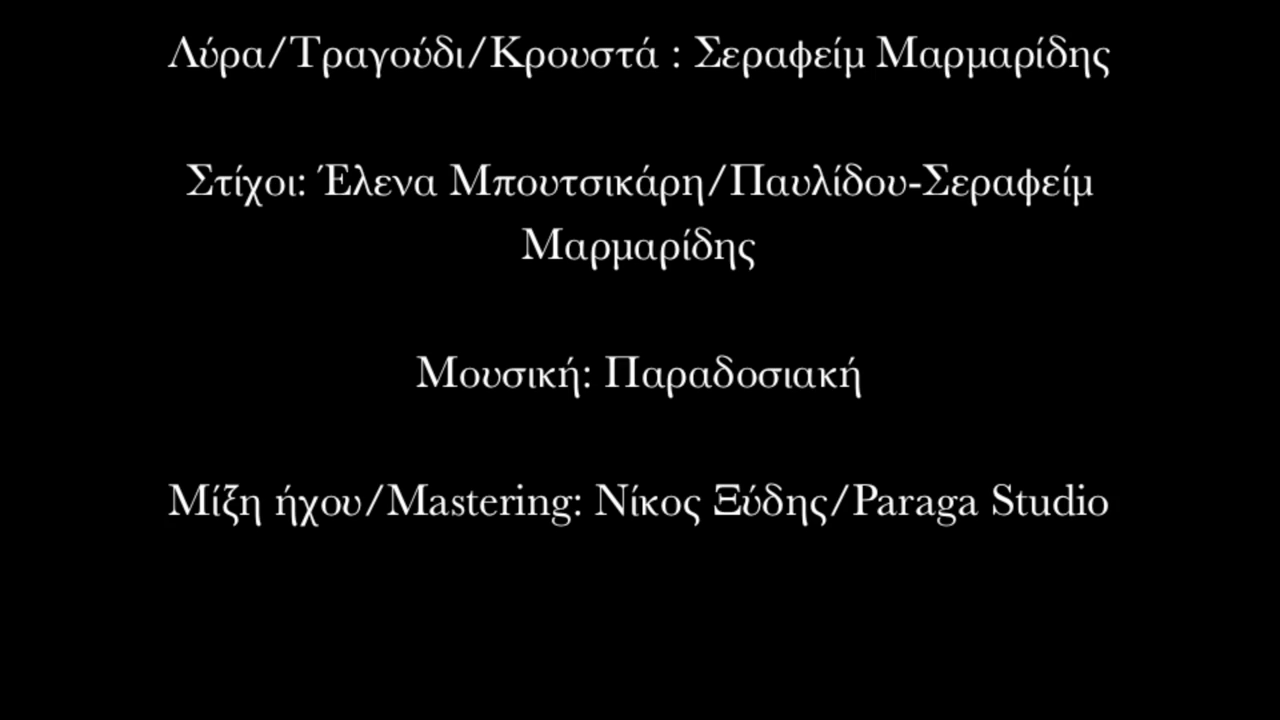 Λύρα/Τραγούδι/Κρουστά : Σεραφείμ Μαρμαρίδης
Στίχοι: Έλενα Μπουτσικάρη/Παυλίδου-Σεραφείμ
Μαρμαρίδης
Μουσική: Παραδοσιακή
Μίξη ήχου/Mastering: Νίκος Ξύδης/Paraga Studio